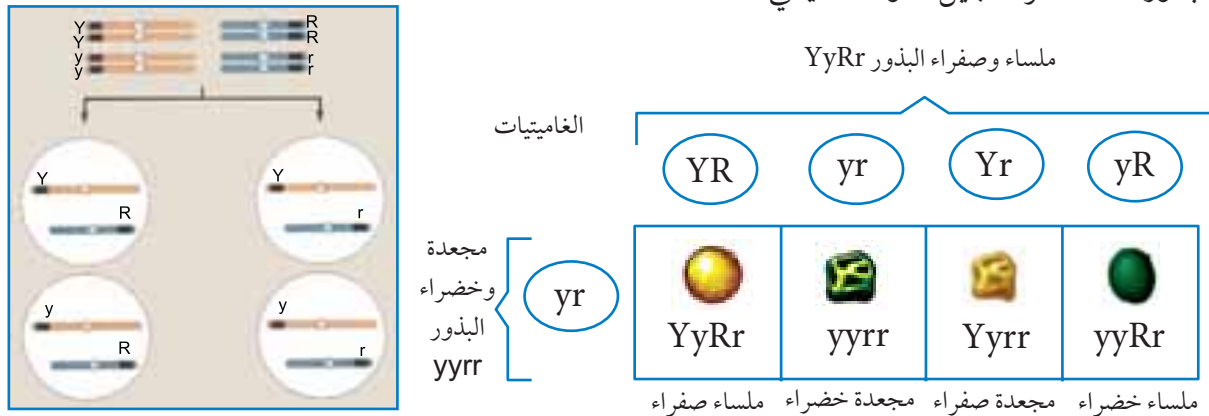 ملساء وصفراء البذور YyRr
الغاميتيات
YR yr Yr yR
مجعدة
وخضراء
البذور
yyrr
yr
YyRr yyrr Yyrr yyRr
ملساء صفراء مجعدة خضراء مجعدة صفراء ملساء خضراء
Y R
Y R
y r
y r
Y
R
Y
r
y
R
y
r